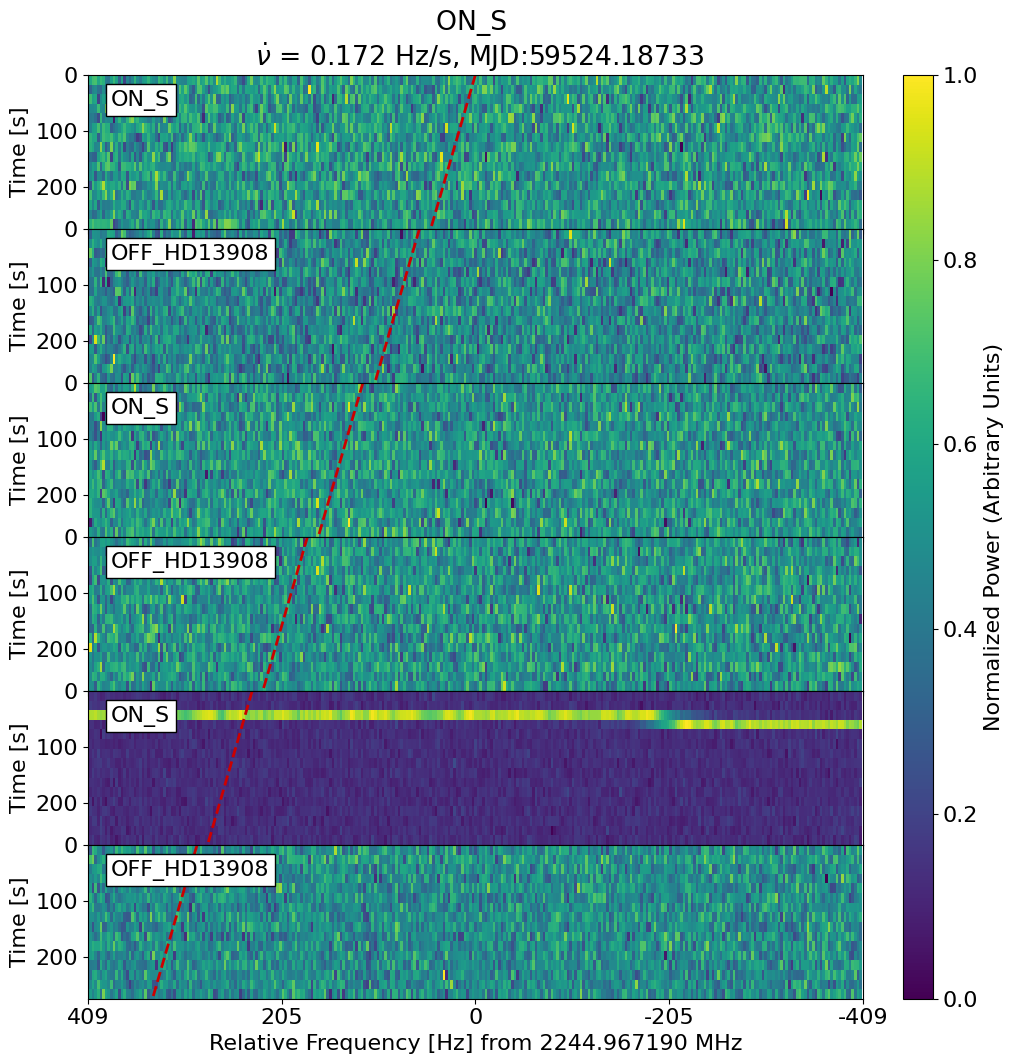 ON_S
ν̇ = 0.172 Hz/s, MJD:59524.18733
0
100
200
Time [s]
ON_S
0
100
200
Time [s]
OFF_HD13908
0
100
200
Time [s]
ON_S
0
100
200
Time [s]
OFF_HD13908
0
100
200
Time [s]
ON_S
0
100
200
Time [s]
OFF_HD13908
409 205 0 -205 -409
Relative Frequency [Hz] from 2244.967190 MHz
1.0
0.8
0.6
0.4
0.2
0.0
Normalized Power (Arbitrary Units)